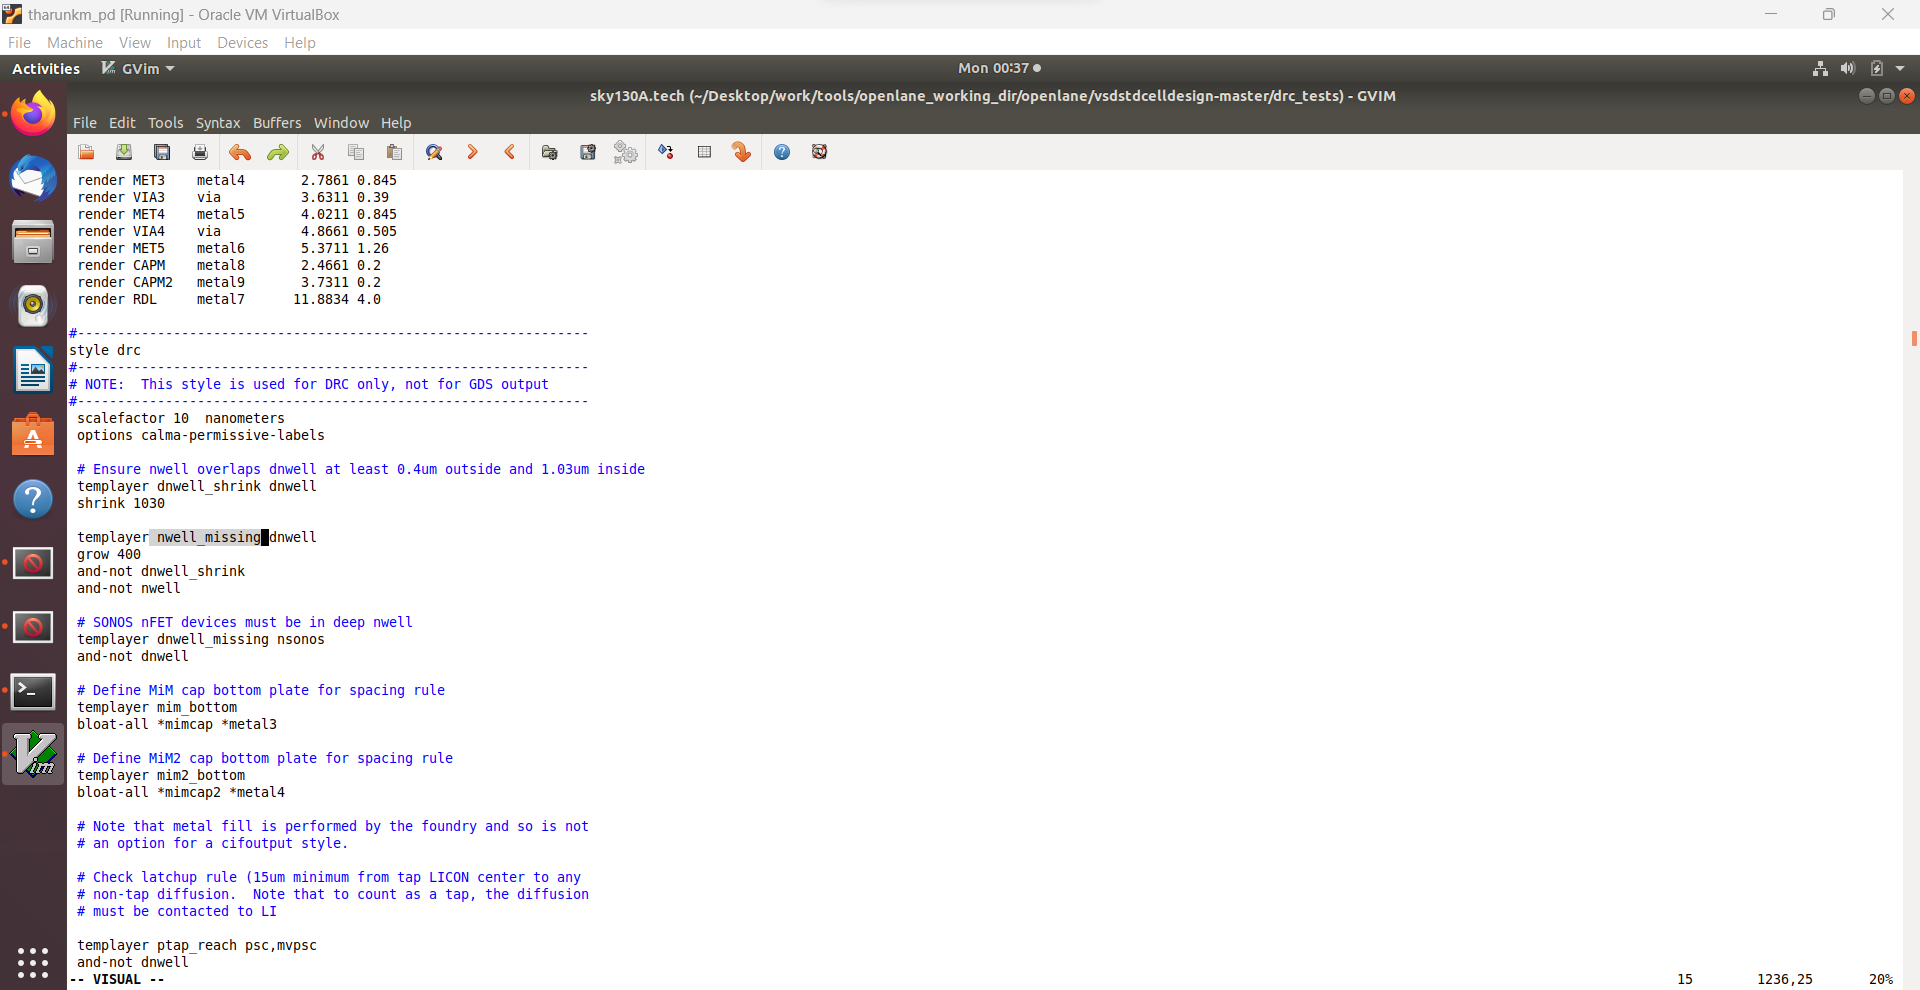 tharunkm_pd [Running] - Oracle VM VirtualBox
File Machine View Input Devices Help
Activities GVim Mon 00:37
sky130A.tech (~/Desktop/work/tools/openlane_working_dir/openlane/vsdstdcelldesign-master/drc_tests) - GVIM
File Edit Tools Syntax Buffers Window Help
render MET3    metal4       2.7861 0.845
render VIA3    via          3.6311 0.39
render MET4    metal5       4.0211 0.845
render VIA4    via          4.8661 0.505
render MET5    metal6       5.3711 1.26
render CAPM    metal8       2.4661 0.2
render CAPM2   metal9       3.7311 0.2
render RDL     metal7      11.8834 4.0
#----------------------------------------------------------------
style drc
#----------------------------------------------------------------
# NOTE:  This style is used for DRC only, not for GDS output
#----------------------------------------------------------------
scalefactor 10  nanometers
options calma-permissive-labels
# Ensure nwell overlaps dnwell at least 0.4um outside and 1.03um inside
templayer dnwell_shrink dnwell
shrink 1030
templayer nwell_missing dnwell
grow 400
and-not dnwell_shrink
and-not nwell
# SONOS nFET devices must be in deep nwell
templayer dnwell_missing nsonos
and-not dnwell
# Define MiM cap bottom plate for spacing rule
templayer mim_bottom
bloat-all *mimcap *metal3
# Define MiM2 cap bottom plate for spacing rule
templayer mim2_bottom
bloat-all *mimcap2 *metal4
# Note that metal fill is performed by the foundry and so is not
# an option for a cifoutput style.
# Check latchup rule (15um minimum from tap LICON center to any
# non-tap diffusion.  Note that to count as a tap, the diffusion
# must be contacted to LI
templayer ptap_reach psc,mvpsc
and-not dnwell
-- VISUAL -- 15 1236,25 20%